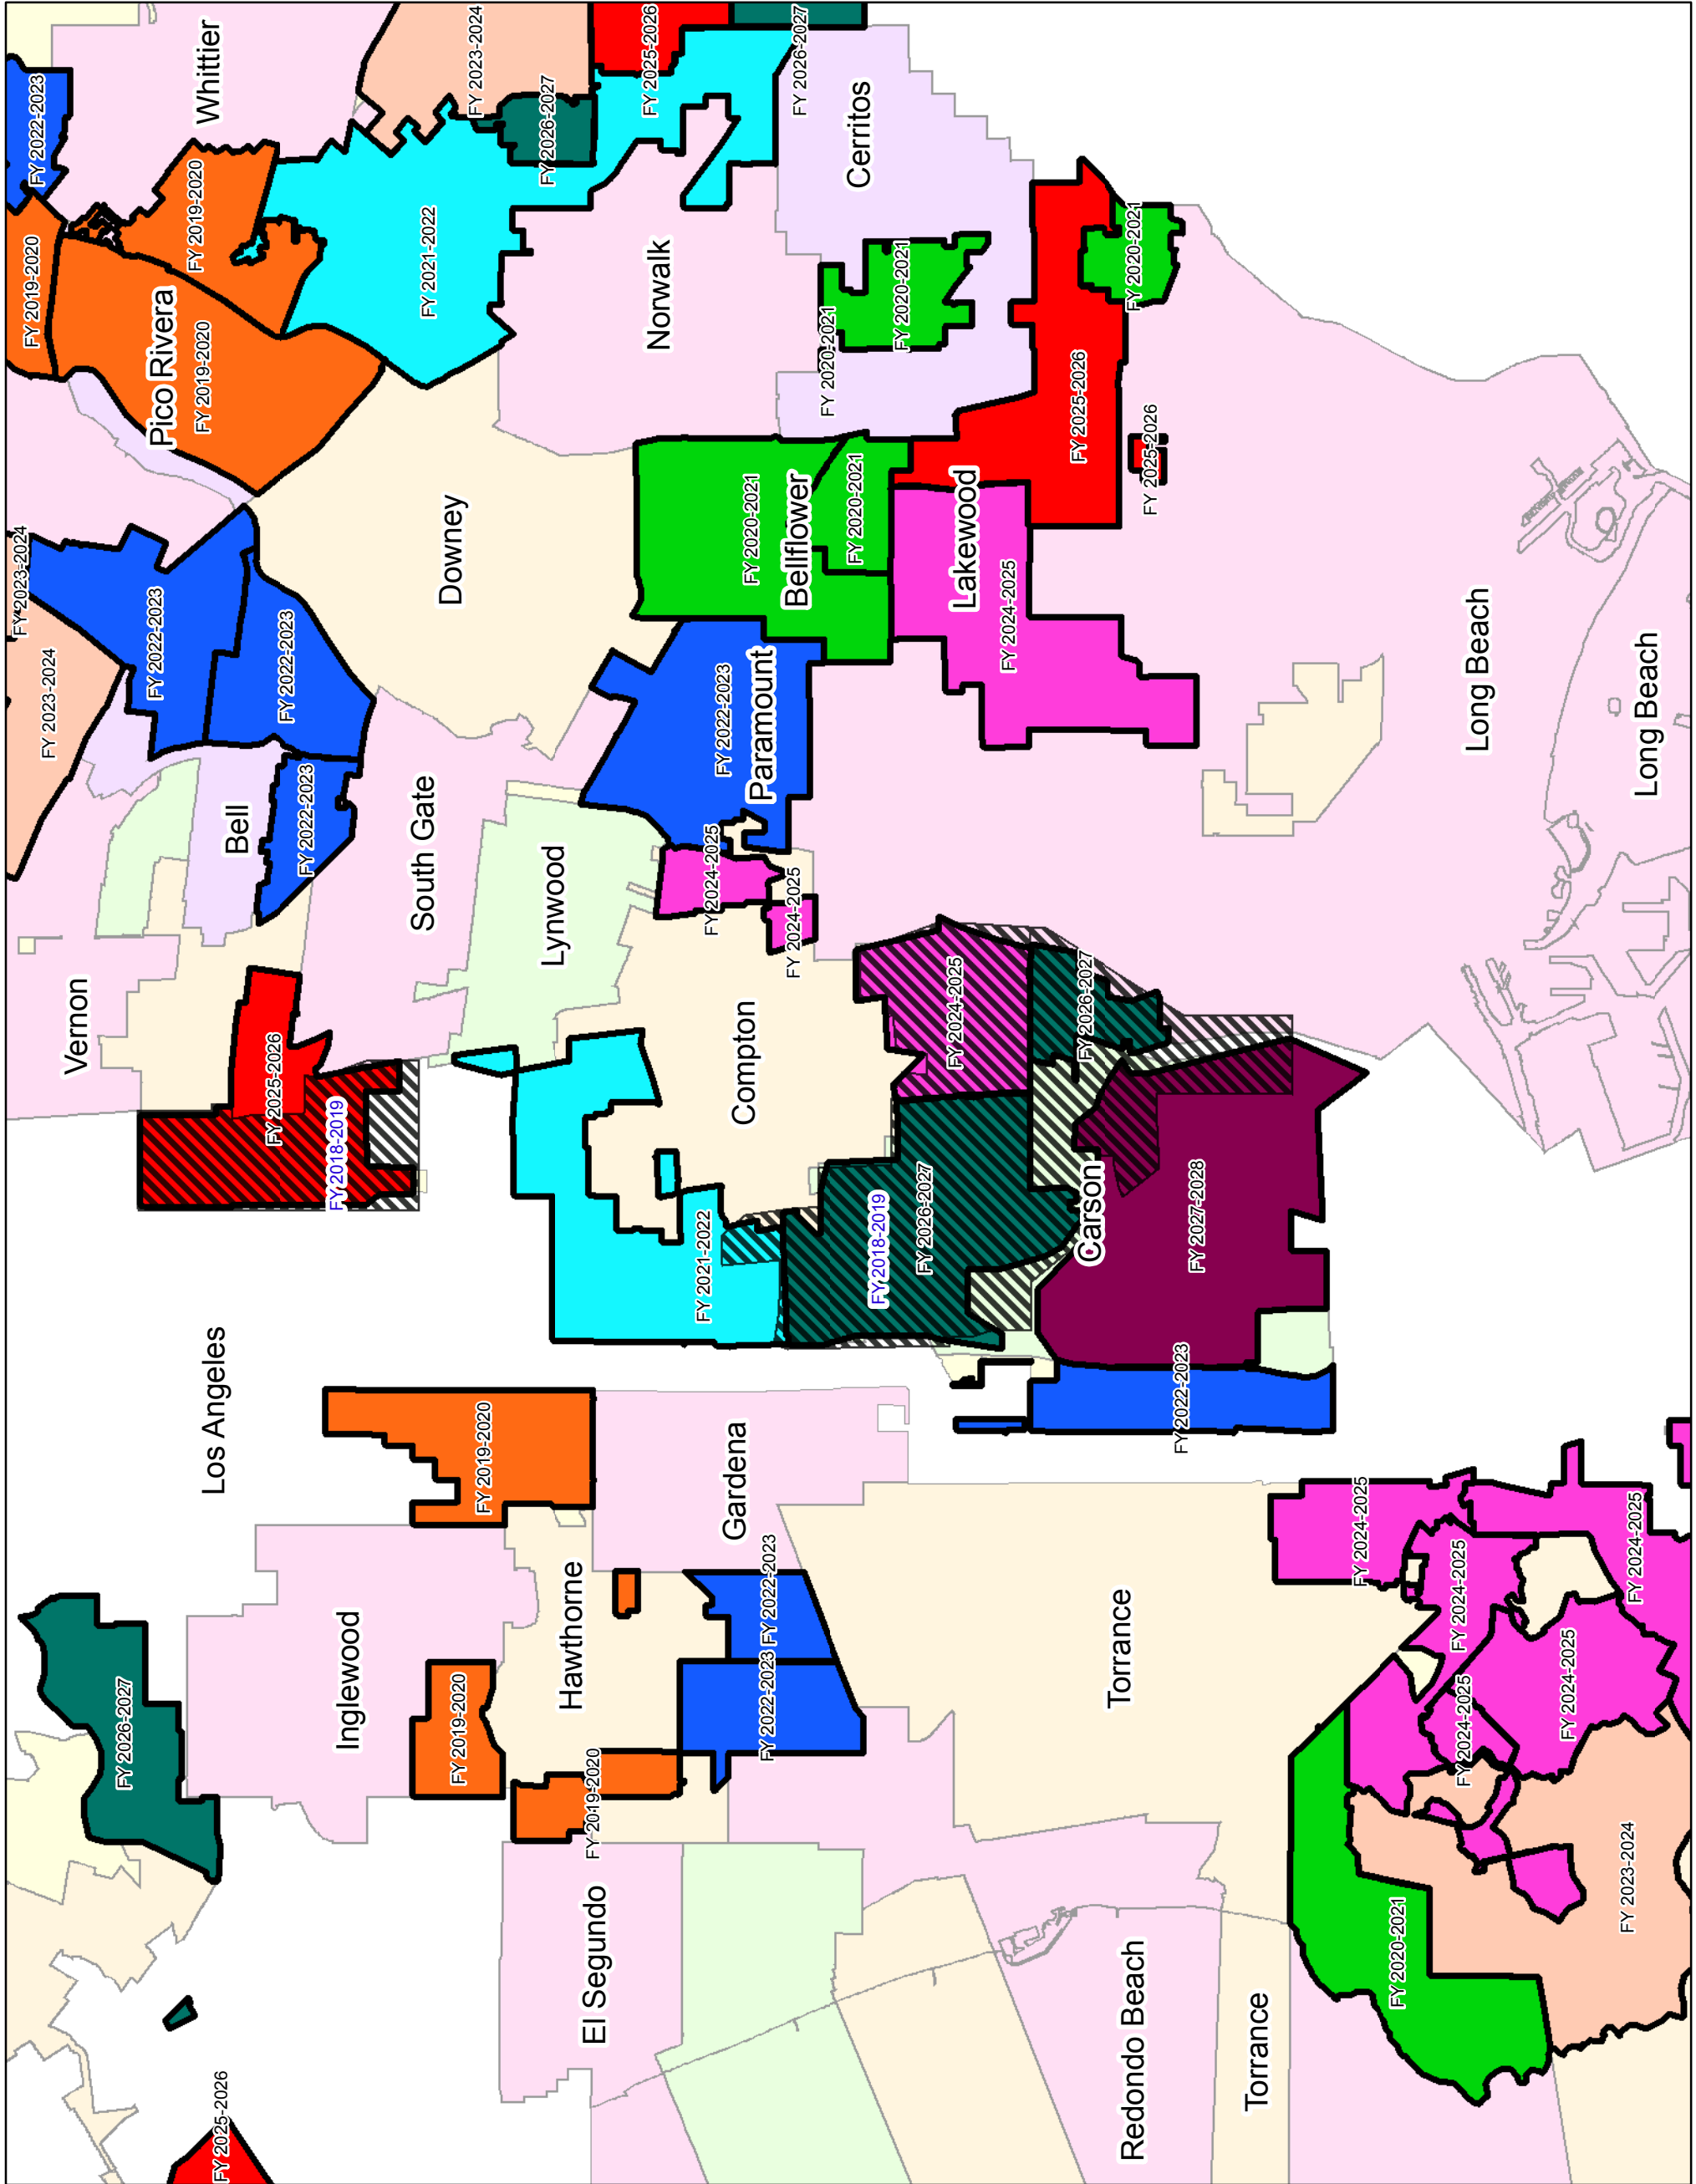 FY 2023-2024
FY 2019-2020
FY 2022-2023
FY 2023-2024
Vernon
FY 2026-2027
FY 2022-2023
Pico Rivera
FY 2019-2020
FY 2019-2020
Whittier
Los Angeles
FY 2025-2026
Bell
FY 2025-2026
FY 2022-2023
FY 2022-2023
FY 2018-2019
Inglewood
South Gate
FY 2021-2022
Downey
FY 2019-2020
FY 2023-2024
FY 2019-2020
FY 2026-2027
Lynwood
Hawthorne
FY 2019-2020
El Segundo
FY 2025-2026
Norwalk
FY 2021-2022
FY 2024-2025
FY 2022-2023
Gardena
Compton
FY 2020-2021
Paramount
FY 2022-2023
FY 2022-2023
FY 2024-2025
Bellflower
FY 2026-2027
FY 2020-2021
FY 2020-2021
Cerritos
FY 2018-2019
FY 2020-2021
FY 2026-2027
FY 2024-2025
Lakewood
FY 2024-2025
FY 2025-2026
FY 2026-2027
Carson
Torrance
Redondo Beach
FY 2020-2021
FY 2025-2026
FY 2022-2023
FY 2027-2028
Torrance
FY 2024-2025
FY 2020-2021
FY 2024-2025
FY 2024-2025
Long Beach
FY 2024-2025
FY 2023-2024
FY 2024-2025
Long Beach